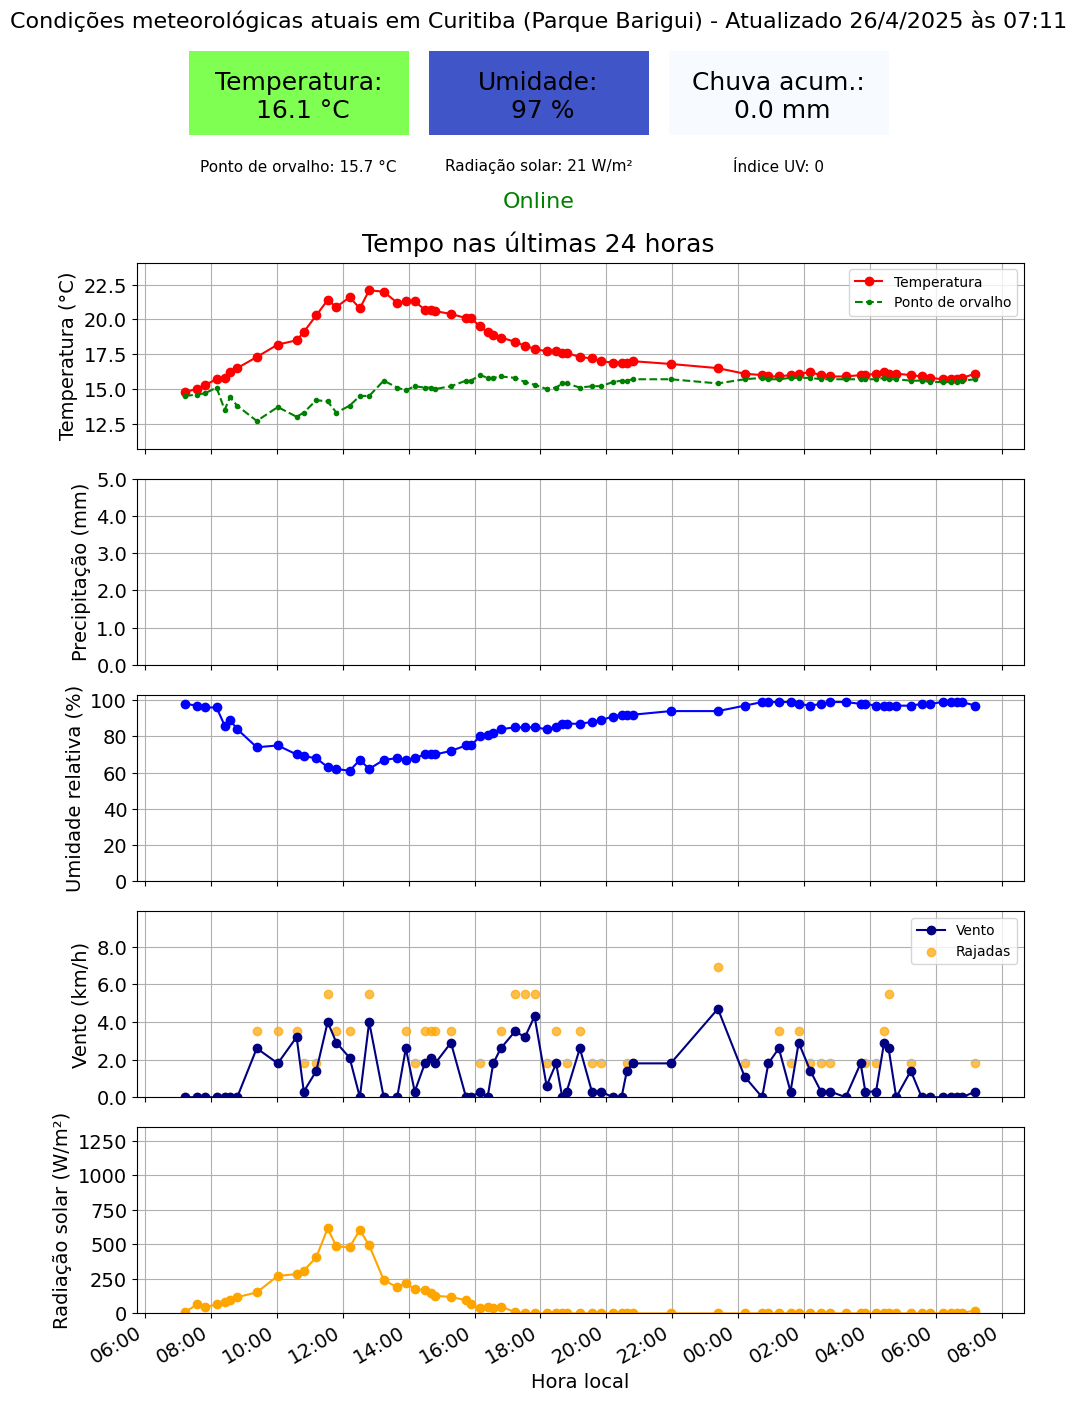 Condições meteorológicas atuais em Curitiba (Parque Barigui) - Atualizado 26/4/2025 às 07:11
Temperatura:
16.1 °C
Umidade:
97 %
Chuva acum.:
0.0 mm
Ponto de orvalho: 15.7 °C
Radiação solar: 21 W/m²
Índice UV: 0
Online
Tempo nas últimas 24 horas
Temperatura (°C)
22.5
20.0
17.5
15.0
12.5
Temperatura
Ponto de orvalho
Precipitação (mm)
5.0
4.0
3.0
2.0
1.0
0.0
Umidade relativa (%)
100
80
60
40
20
0
Vento (km/h)
8.0
6.0
4.0
2.0
0.0
Vento
Rajadas
Radiação solar (W/m²)
1250
1000
750
500
250
0
06:00
08:00
10:00
12:00
14:00
16:00
18:00
20:00
22:00
00:00
02:00
04:00
06:00
08:00
Hora local